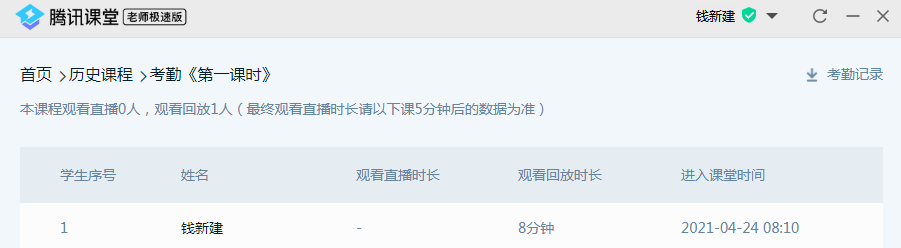 腾讯课堂 老师极速版 钱新建
首页 >历史课程 >考勤《第一课时》 考勤记录
本课程观看直播0人，观看回放1人（最终观看直播时长请以下课5分钟后的数据为准）
学生序号 姓名 观看直播时长 观看回放时长 进入课堂时间
1 钱新建 - 8分钟 2021-04-24 08:10